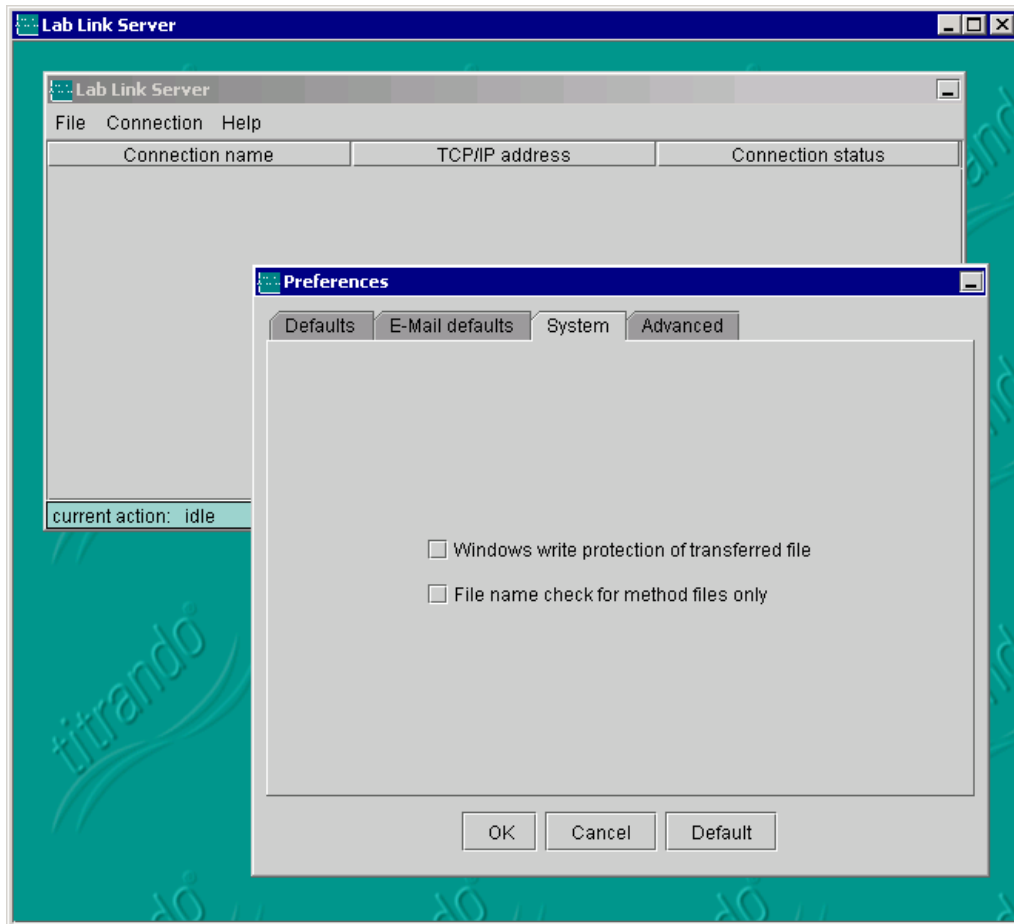 Lab Link Server
Lab Link Server
File Connection Help
Connection name TCP/IP address Connection status
Preferences
Defaults E-Mail defaults System Advanced
current action: idle
Windows write protection of transferred file
File name check for method files only
OK Cancel Default
titrando